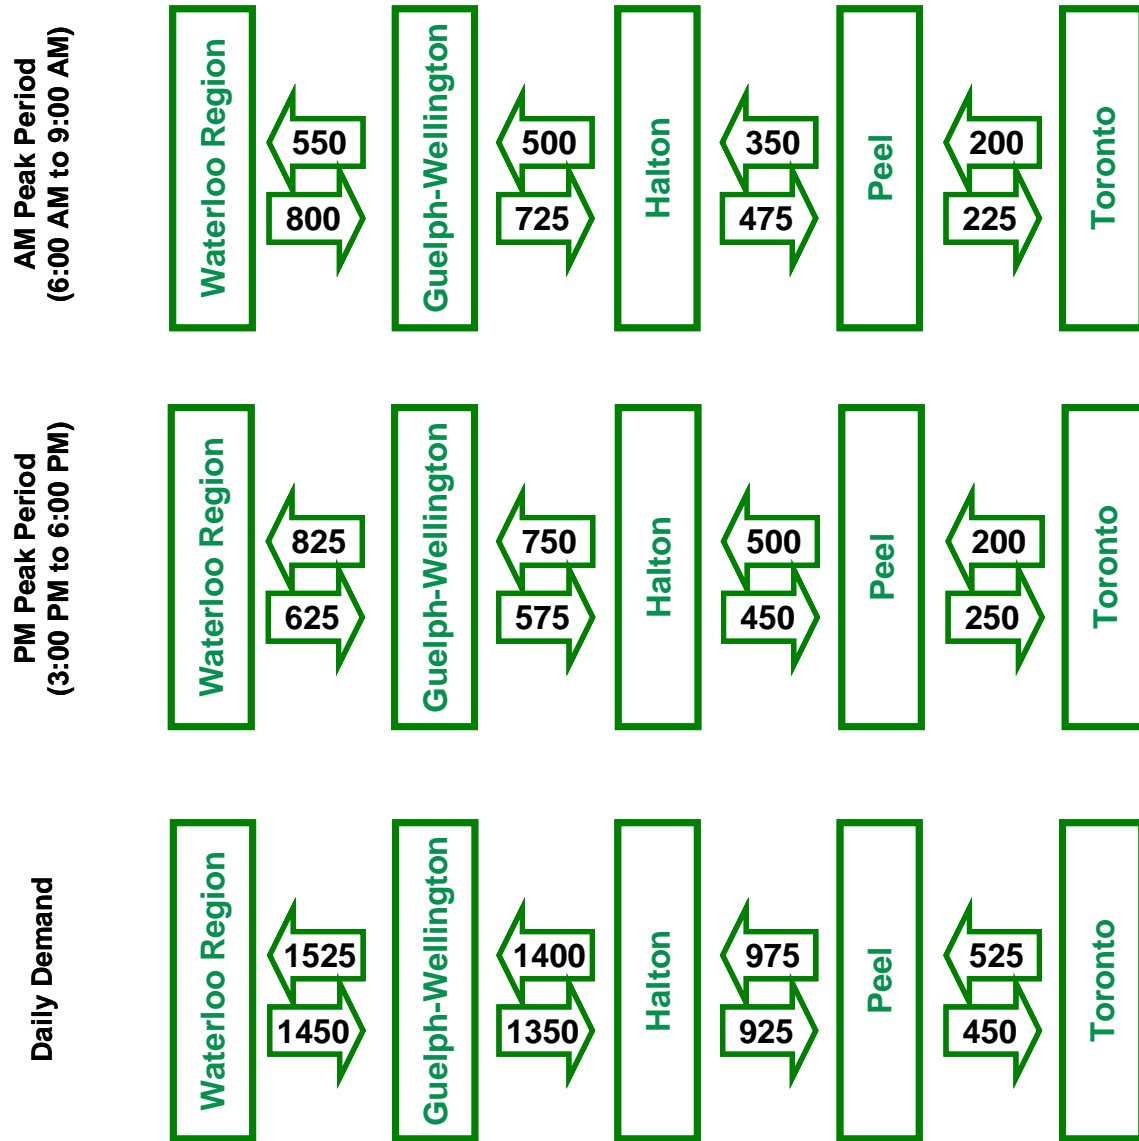 AM Peak Period
(6:00 AM to 9:00 AM)
Waterloo Region
550
800
Guelph-Wellington
500
725
Halton
350
475
Peel
200
225
Toronto
PM Peak Period
(3:00 PM to 6:00 PM)
Waterloo Region
825
625
Guelph-Wellington
750
575
Halton
500
450
Peel
200
250
Toronto
Daily Demand
Waterloo Region
1525
1450
Guelph-Wellington
1400
1350
Halton
975
925
Peel
525
450
Toronto